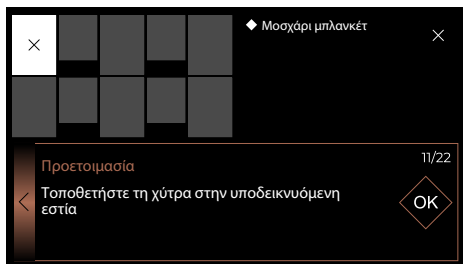 Μοσχάρι μπλανκέτ
Προετοιμασία
11/22
Τοποθετήστε τη χύτρα στην υποδεικνυόμενη
εστία
OK